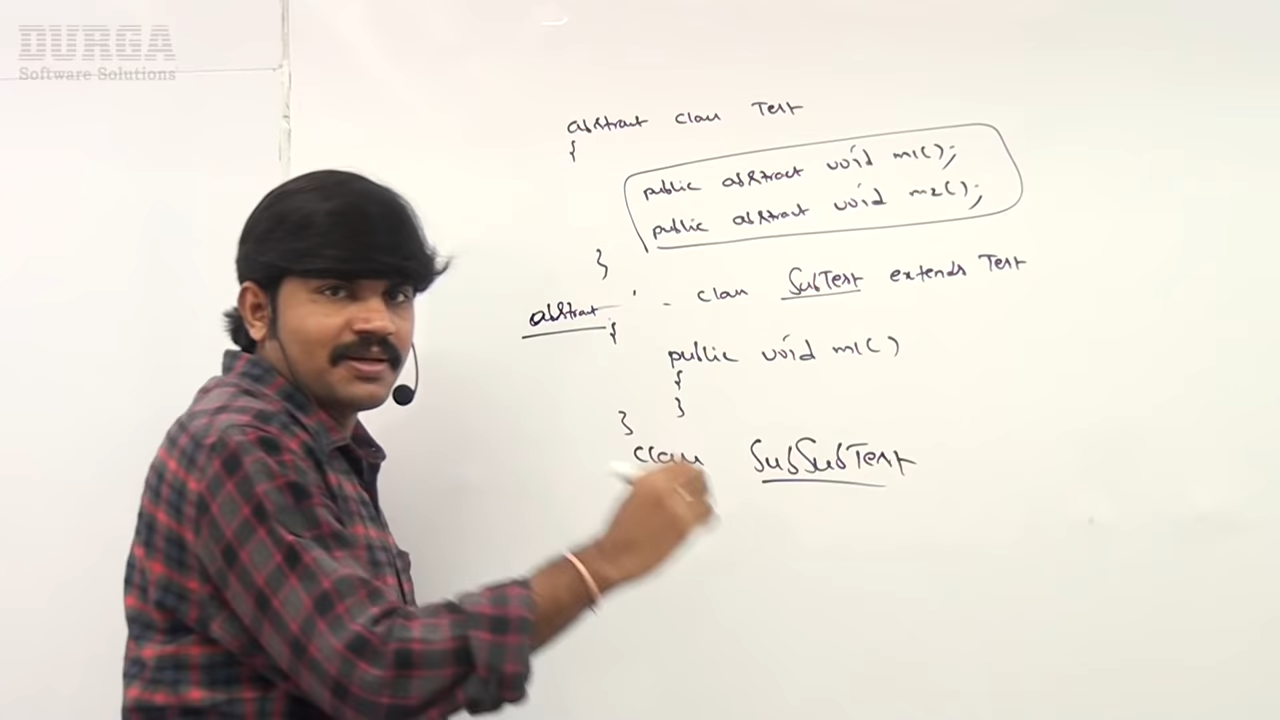 DURGA
Software Solutions
abstract class Test
{
public abstract void m1();
public abstract void m2();
}
abstract class SubTest extends Test
{
public void m1()
{
}
}
class SubSubTest